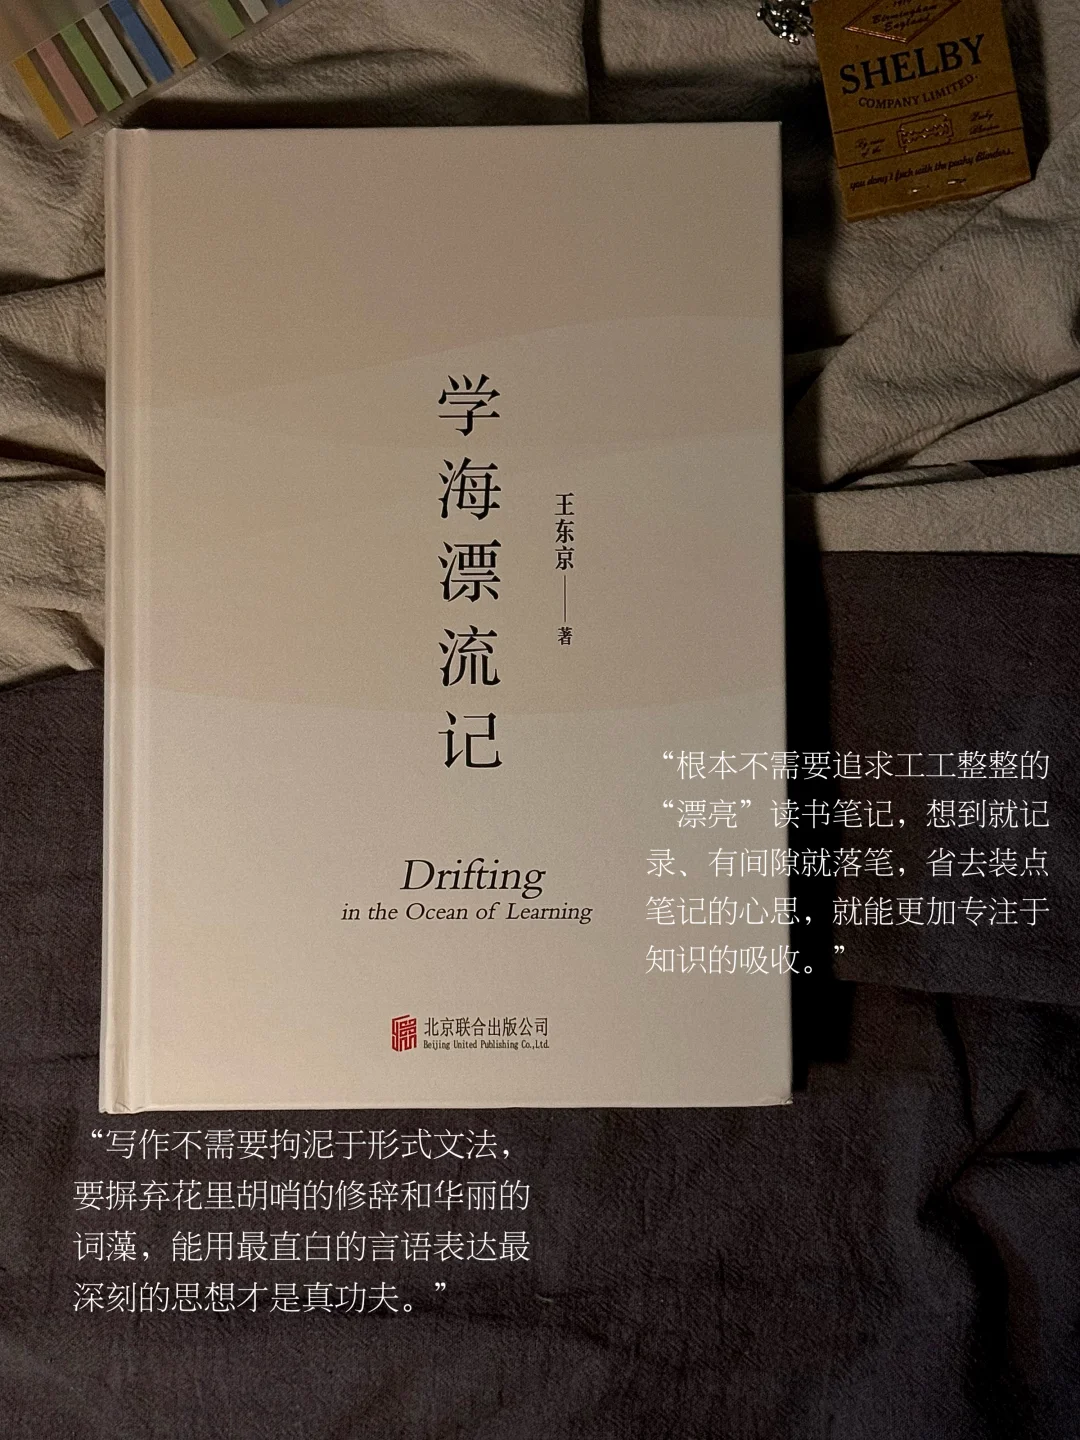 SHELBY
COMPANY LIMITED.
学海漂流记
王东京——著
“根本不需要追求工工整整的
“漂亮”读书笔记，想到就记
录、有间隙就落笔，省去装点
笔记的心思，就能更加专注于
知识的吸收。”
Drifting
in the Ocean of Learning
北京联合出版公司
Beijing United Publishing Co.,Ltd.
“写作不需要拘泥于形式文法，
要摒弃花里胡哨的修辞和华丽的
词藻，能用最直白的言语表达最
深刻的思想才是真功夫。”